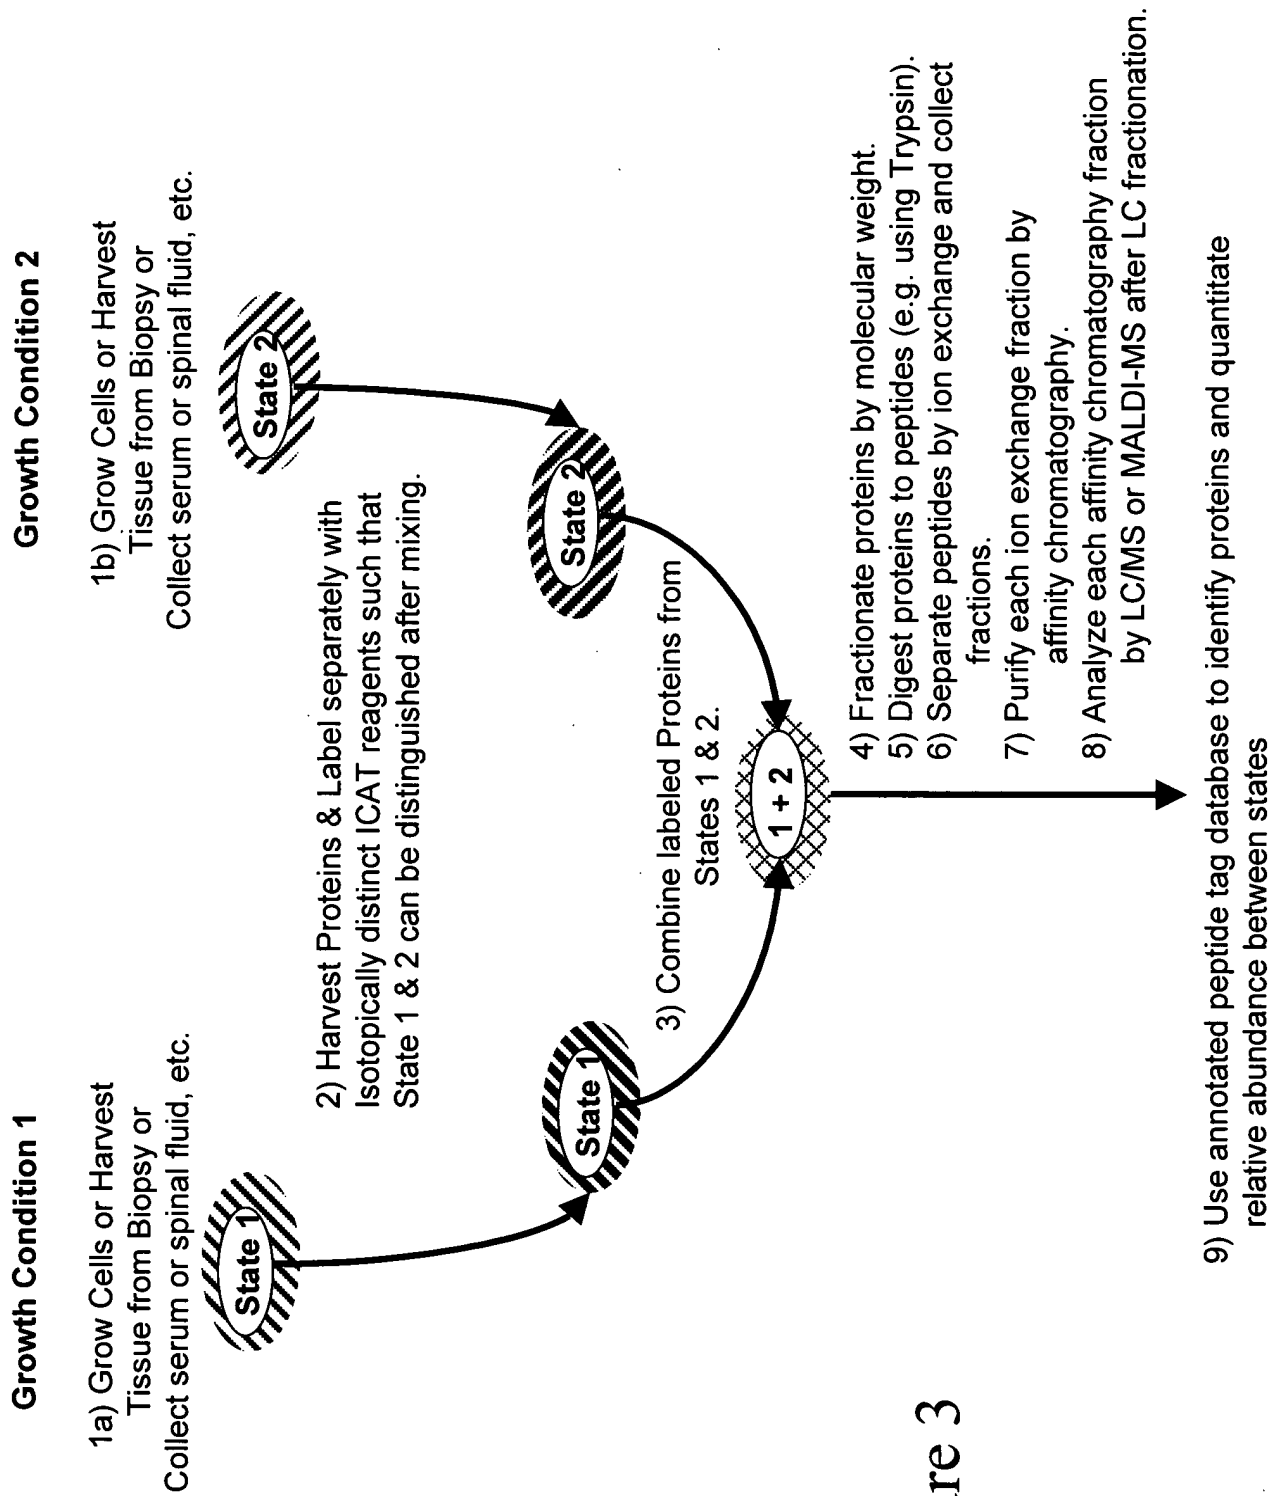 Growth Condition 1
Growth Condition 2
1a) Grow Cells or Harvest
Tissue from Biopsy or
Collect serum or spinal fluid, etc.
1b) Grow Cells or Harvest
Tissue from Biopsy or
Collect serum or spinal fluid, etc.
State 1
State 2
2) Harvest Proteins & Label separately with
Isotopically distinct ICAT reagents such that
State 1 & 2 can be distinguished after mixing.
State 1
State 2
3) Combine labeled Proteins from
States 1 & 2.
1 + 2
4) Fractionate proteins by molecular weight.
5) Digest proteins to peptides (e.g. using Trypsin).
6) Separate peptides by ion exchange and collect
fractions.
7) Purify each ion exchange fraction by
affinity chromatography.
8) Analyze each affinity chromatography fraction
by LC/MS or MALDI-MS after LC fractionation.
9) Use annotated peptide tag database to identify proteins and quantitate
relative abundance between states
re 3